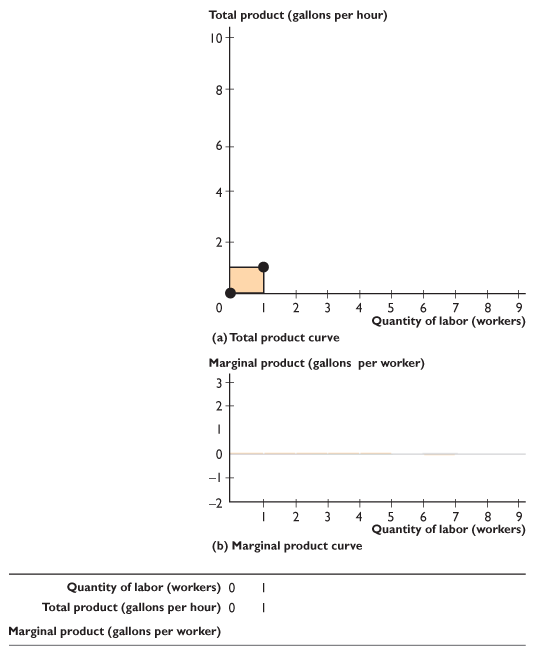 Total product (gallons per hour)
10
8
6
4
2
0 1 2 3 4 5 6 7 8 9
Quantity of labor (workers)
(a) Total product curve
Marginal product (gallons per worker)
3
2
1
0
−1
−2
1 2 3 4 5 6 7 8 9
Quantity of labor (workers)
(b) Marginal product curve
Quantity of labor (workers) 0 1
Total product (gallons per hour) 0 1
Marginal product (gallons per worker)